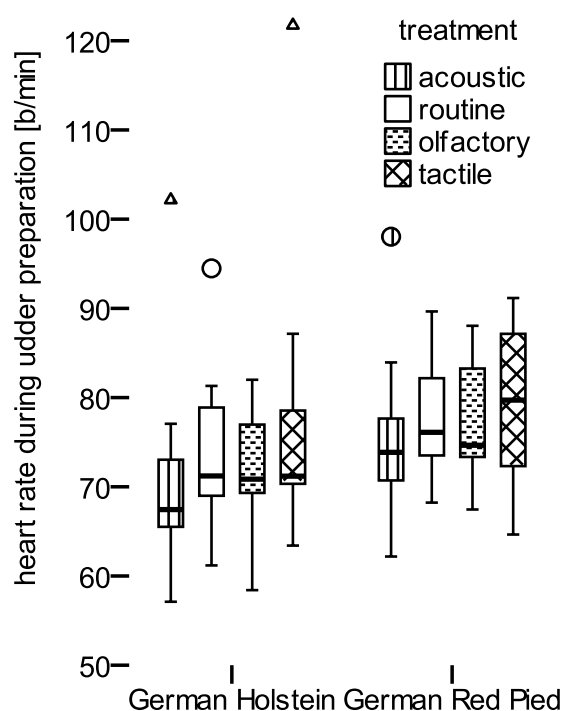 heart rate during udder preparation [b/min]
120
110
100
90
80
70
60
50
treatment
acoustic
routine
olfactory
tactile
German Holstein German Red Pied